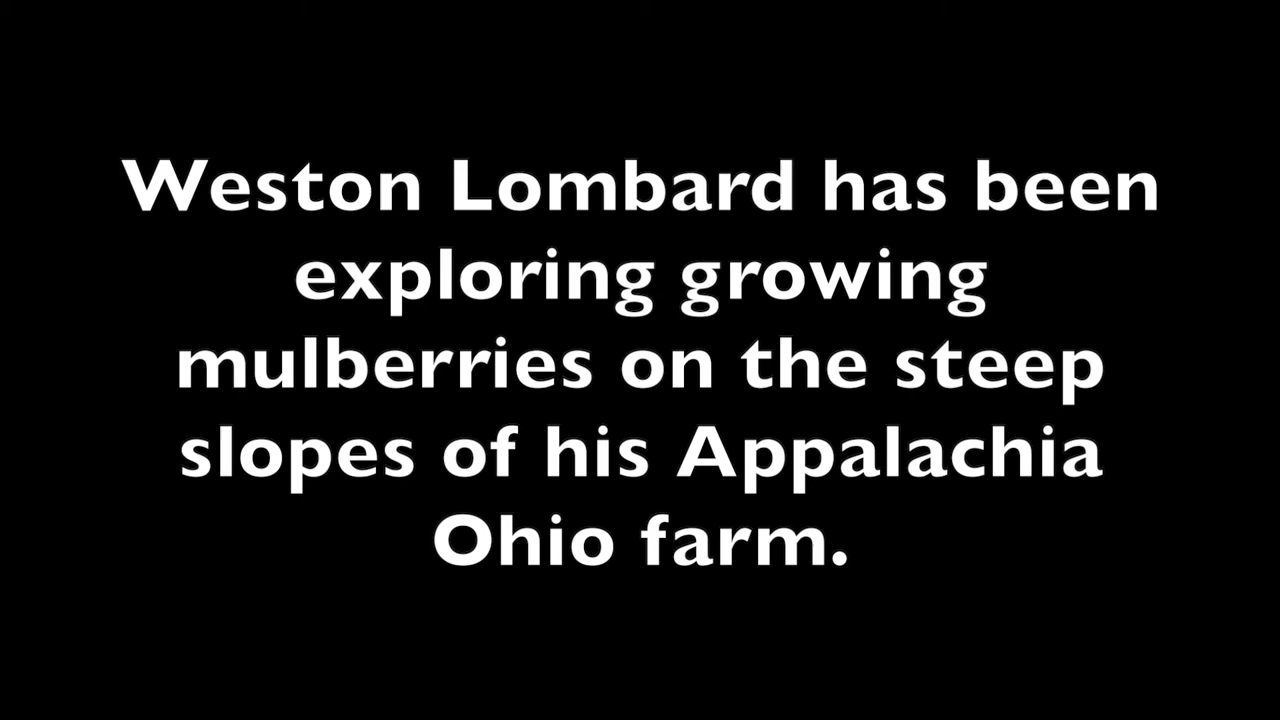 Weston Lombard has been
exploring growing
mulberries on the steep
slopes of his Appalachia
Ohio farm.